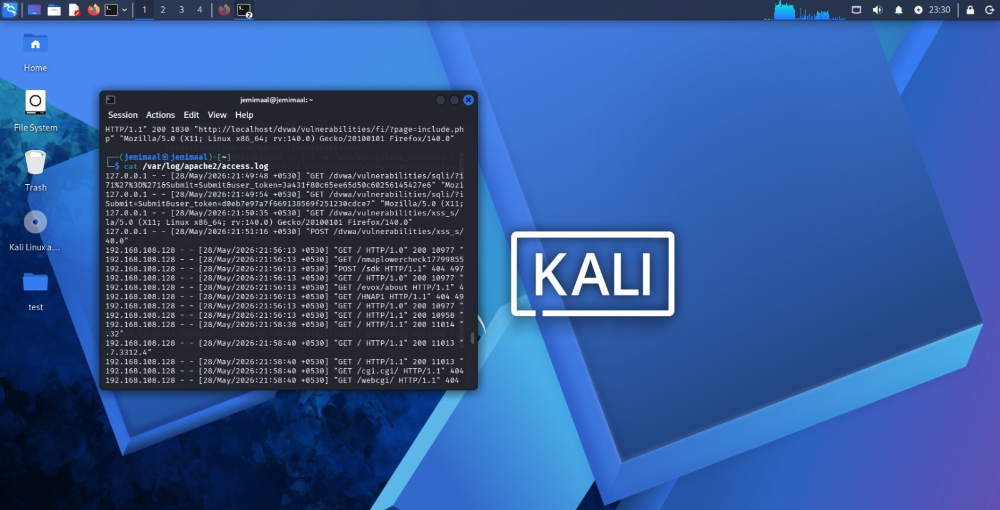 1 2 3 4
2
23:30
Home
File System
Trash
Kali Linux a...
test
jemimaal@jemimaal: ~
Session Actions Edit View Help
HTTP/1.1" 200 1830 "http://localhost/dvwa/vulnerabilities/fi/?page=include.ph
p" "Mozilla/5.0 (X11; Linux x86_64; rv:140.0) Gecko/20100101 Firefox/140.0"
┌──(jemimaal㉿jemimaal)-[~]
└─$ cat /var/log/apache2/access.log
127.0.0.1 - - [28/May/2026:21:49:48 +0530] "GET /dvwa/vulnerabilities/sqli/?i
71%27%3D%271&Submit=Submit&user_token=3a431f80c65ee65d50c60256145427e6" "Mozi
127.0.0.1 - - [28/May/2026:21:49:54 +0530] "GET /dvwa/vulnerabilities/sqli/?i
Submit=Submit&user_token=d0eb7e97a7f669138569f251230cdce7" "Mozilla/5.0 (X11;
127.0.0.1 - - [28/May/2026:21:50:35 +0530] "GET /dvwa/vulnerabilities/xss_s/
la/5.0 (X11; Linux x86_64; rv:140.0) Gecko/20100101 Firefox/140.0"
127.0.0.1 - - [28/May/2026:21:51:16 +0530] "POST /dvwa/vulnerabilities/xss_s/
40.0"
192.168.108.128 - - [28/May/2026:21:56:13 +0530] "GET / HTTP/1.0" 200 10977 "
192.168.108.128 - - [28/May/2026:21:56:13 +0530] "GET /nmaplowercheck17799855
192.168.108.128 - - [28/May/2026:21:56:13 +0530] "POST /sdk HTTP/1.1" 404 497
192.168.108.128 - - [28/May/2026:21:56:13 +0530] "GET / HTTP/1.0" 200 10977 "
192.168.108.128 - - [28/May/2026:21:56:13 +0530] "GET /evox/about HTTP/1.1" 4
192.168.108.128 - - [28/May/2026:21:56:13 +0530] "GET /HNAP1 HTTP/1.1" 404 49
192.168.108.128 - - [28/May/2026:21:56:13 +0530] "GET / HTTP/1.0" 200 10977 "
192.168.108.128 - - [28/May/2026:21:56:13 +0530] "GET / HTTP/1.1" 200 10958 "
192.168.108.128 - - [28/May/2026:21:58:38 +0530] "GET / HTTP/1.1" 200 11014 "
.32"
192.168.108.128 - - [28/May/2026:21:58:40 +0530] "GET / HTTP/1.1" 200 11013 "
.7.3312.4"
192.168.108.128 - - [28/May/2026:21:58:40 +0530] "GET / HTTP/1.1" 200 11013 "
192.168.108.128 - - [28/May/2026:21:58:40 +0530] "GET /cgi.cgi/ HTTP/1.1" 404
192.168.108.128 - - [28/May/2026:21:58:40 +0530] "GET /webcgi/ HTTP/1.1" 404
KALI